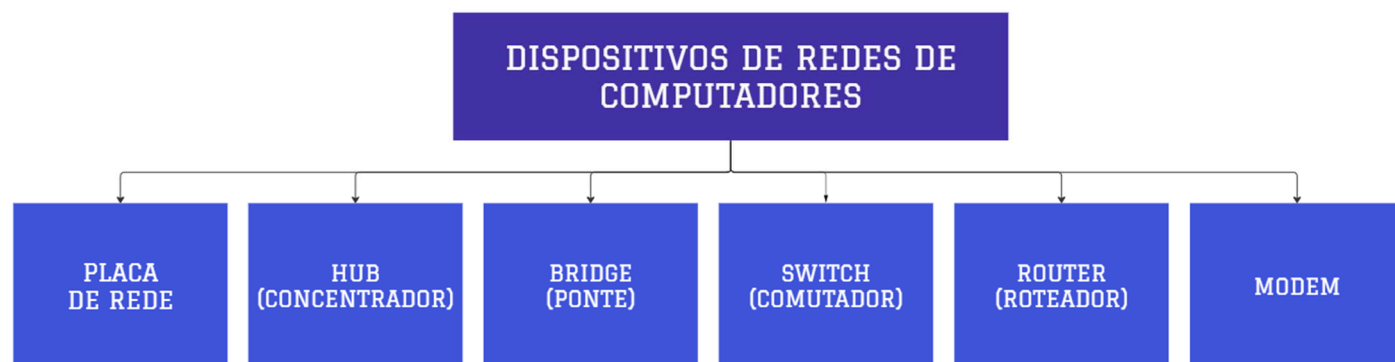 DISPOSITIVOS DE REDES DE
COMPUTADORES
PLACA
DE REDE
HUB
(CONCENTRADOR)
BRIDGE
(PONTE)
SWITCH
(COMUTADOR)
ROUTER
(ROTEADOR)
MODEM